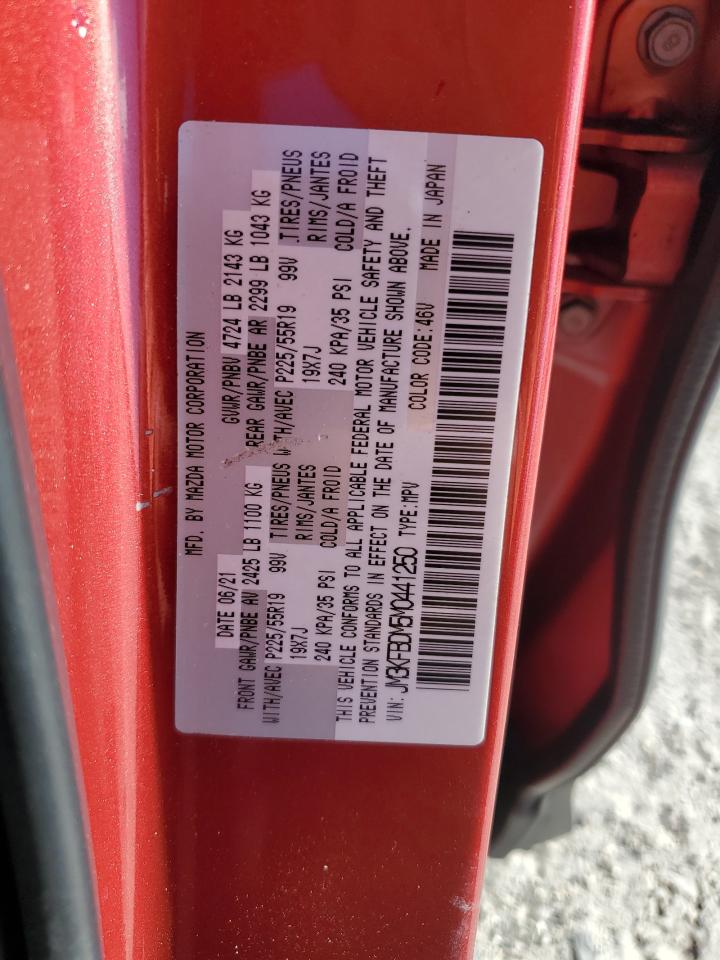 MFD. BY MAZDA MOTOR CORPORATION
DATE 06/21 GVWR/PNBV 4724 LB 2143 KG
FRONT GAWR/PNBE AV 2425 LB 1100 KG REAR GAWR/PNBE AR 2299 LB 1043 KG
WITH/AVEC P225/55R19 99V TIRES/PNEUS WITH/AVEC P225/55R19 99V TIRES/PNEUS
19X7J RIMS/JANTES 19X7J RIMS/JANTES
240 KPA/35 PSI COLD/A FROID 240 KPA/35 PSI COLD/A FROID
THIS VEHICLE CONFORMS TO ALL APPLICABLE FEDERAL MOTOR VEHICLE SAFETY AND THEFT
PREVENTION STANDARDS IN EFFECT ON THE DATE OF MANUFACTURE SHOWN ABOVE.
VIN: JM3KFBDM5M0441250 TYPE:MPV COLOR CODE:46V MADE IN JAPAN